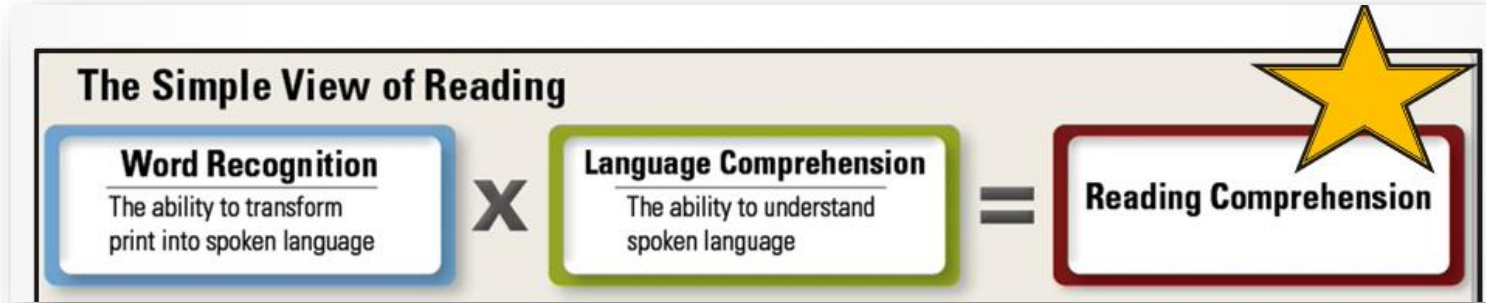 The Simple View of Reading
Word Recognition
The ability to transform
print into spoken language
X
Language Comprehension
The ability to understand
spoken language
=
Reading Comprehension